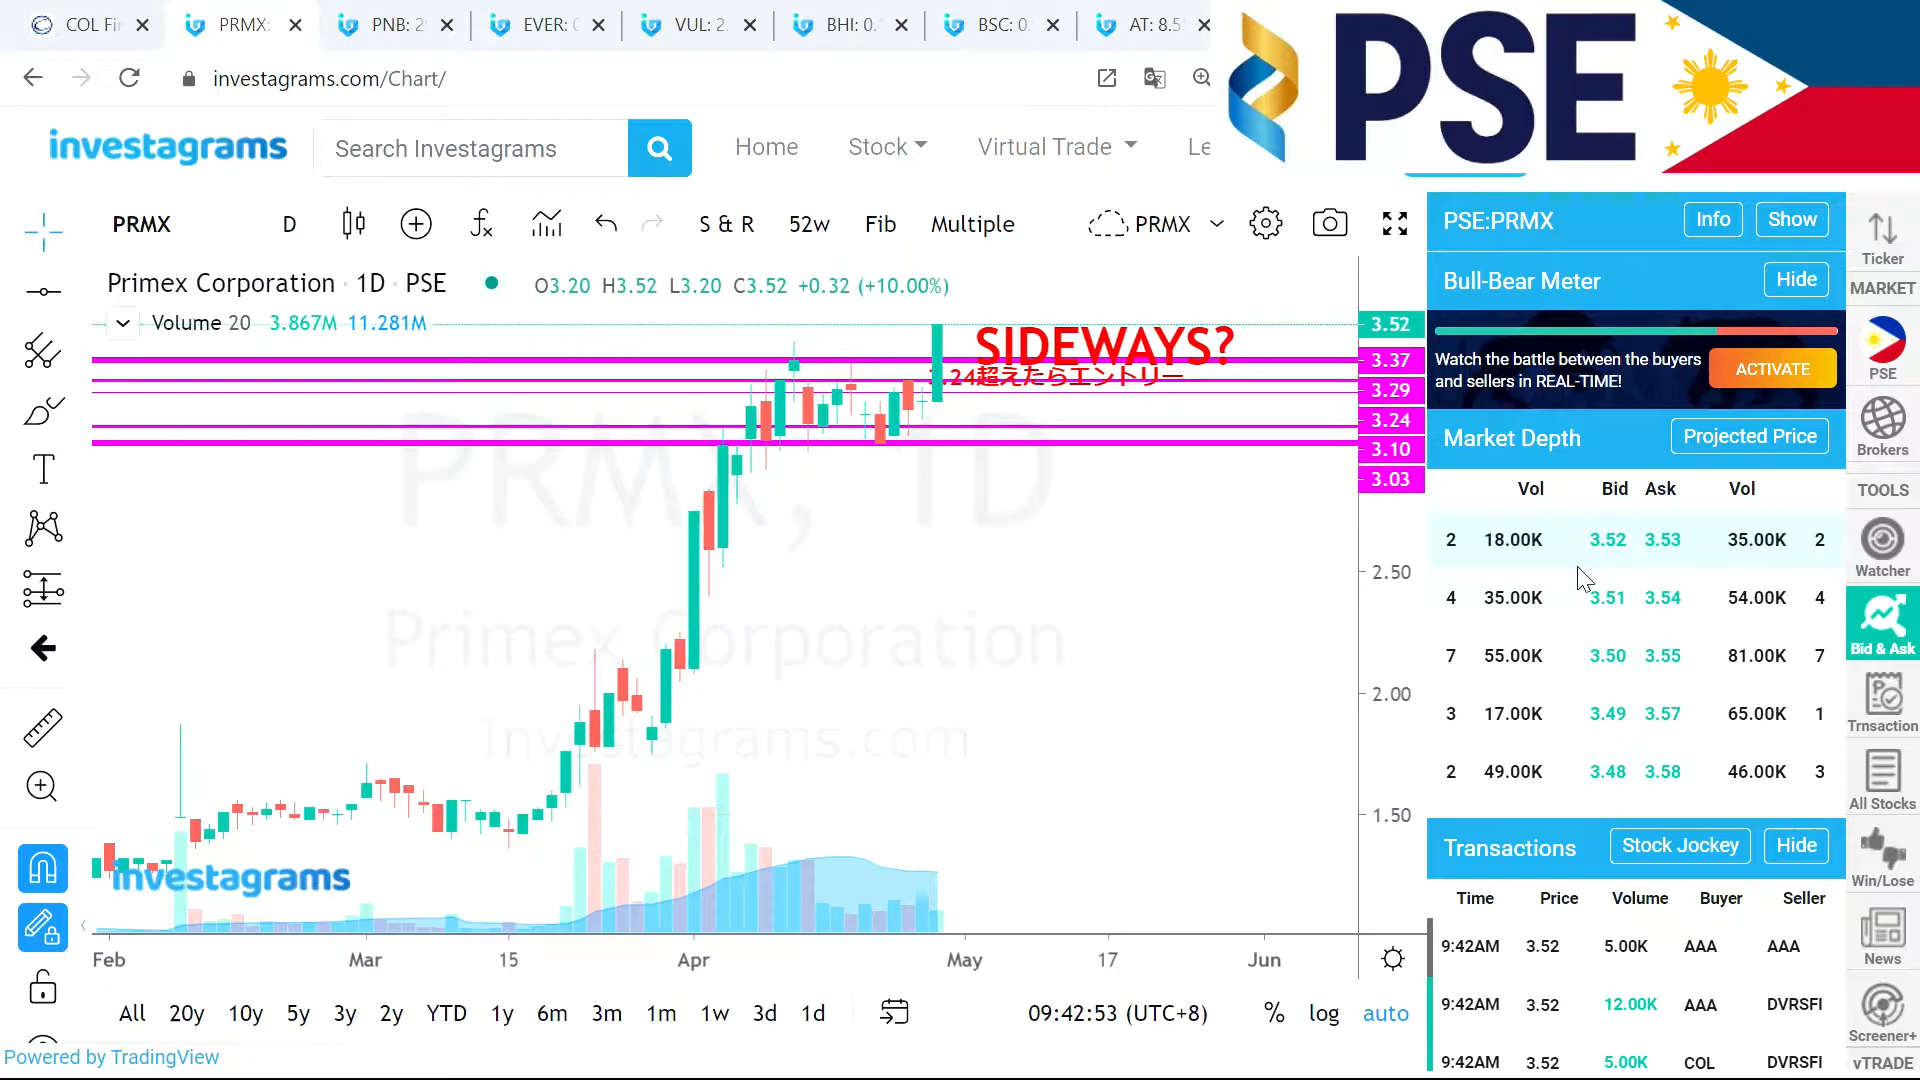 COL Fir
PRMX:
PNB: 2
EVER: 0
VUL: 2.
BHI: 0.
BSC: 0.
AT: 8.5
PSE
investagrams.com/Chart/
investagrams
Search Investagrams
Home
Stock
Virtual Trade
Le
PRMX
D
S & R
52w
Fib
Multiple
PRMX
Primex Corporation · 1D · PSE
O3.20 H3.52 L3.20 C3.52 +0.32 (+10.00%)
Volume 20 3.867M 11.281M
SIDEWAYS?
3.24超えたらエントリー
PRMX, 1D
Primex Corporation
Investagrams.com
investagrams
3.52
3.37
3.29
3.24
3.10
3.03
2.50
2.00
1.50
Feb
Mar
15
Apr
May
17
Jun
All 20y 10y 5y 3y 2y YTD 1y 6m 3m 1m 1w 3d 1d
09:42:53 (UTC+8)
% log auto
Powered by TradingView
PSE:PRMX
Info
Show
Bull-Bear Meter
Hide
Watch the battle between the buyers
and sellers in REAL-TIME!
ACTIVATE
Market Depth
Projected Price
Vol Bid Ask Vol
2 18.00K 3.52 3.53 35.00K 2
4 35.00K 3.51 3.54 54.00K 4
7 55.00K 3.50 3.55 81.00K 7
3 17.00K 3.49 3.57 65.00K 1
2 49.00K 3.48 3.58 46.00K 3
Transactions
Stock Jockey
Hide
Time Price Volume Buyer Seller
9:42AM 3.52 5.00K AAA AAA
9:42AM 3.52 12.00K AAA DVRSFI
9:42AM 3.52 5.00K COL DVRSFI
Ticker
MARKET
PSE
Brokers
TOOLS
Watcher
Bid & Ask
Trnsaction
All Stocks
Win/Lose
News
Screener+
vTRADE